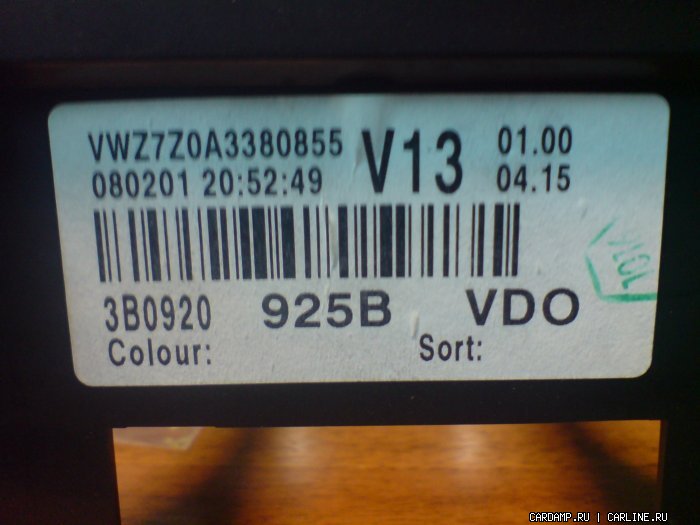 VWZ7Z0A3380855 V13 01.00
080201 20:52:49 04.15
3B0920 925B VDO
Colour: Sort:
CARDAMP.RU | CARLINE.RU